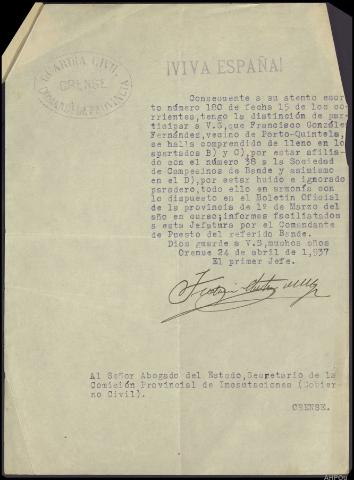 GUARDIA CIVIL
ORENSE
¡VIVA ESPAÑA!
Consecuente a su atento escri-
to número 180 de fecha 15 de los co-
rrientes, tengo la distinción de par-
ticipar a V.S, que Francisco González
Fernández, vecino de Porto-Quintela,
se halla comprendido de lleno en los
apartados B) y C), por estar afilia-
do con el número 38 a la Sociedad
de Campesinos de Bande y asimismo
en el D), por estar huido e ignorado
paradero, todo ello en armonía con
lo dispuesto en el Boletín Oficial
de la provincia de 1º de Marzo del
año en curso; informes facilitados
a esta Jefatura por el Comandante
de Puesto del referido Bande.
Dios guarde a V.S, muchos años
Orense 24 de abril de 1,937
El primer Jefe.
Al Señor Abogado del Estado, Secretario de la
Comisión Provincial de Incautaciones (Gobier-
no Civil).
ORENSE.
AHPOu